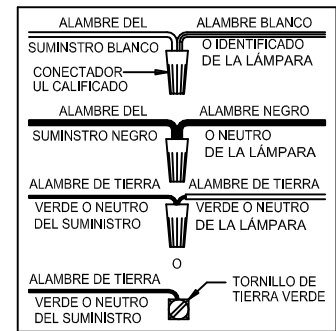 ALAMBRE DEL
SUMINSTRO BLANCO
ALAMBRE BLANCO
O IDENTIFICADO
DE LA LÁMPARA
CONECTADOR
UL CALIFICADO
ALAMBRE DEL
SUMINSTRO NEGRO
ALAMBRE NEGRO
O NEUTRO
DE LA LÁMPARA
ALAMBRE DE TIERRA
VERDE O NEUTRO
DEL SUMINISTRO
ALAMBRE DE TIERRA
VERDE O NEUTRO
DE LA LÁMPARA
O
ALAMBRE DE TIERRA
VERDE O NEUTRO
DEL SUMINISTRO
TORNILLO DE
TIERRA VERDE